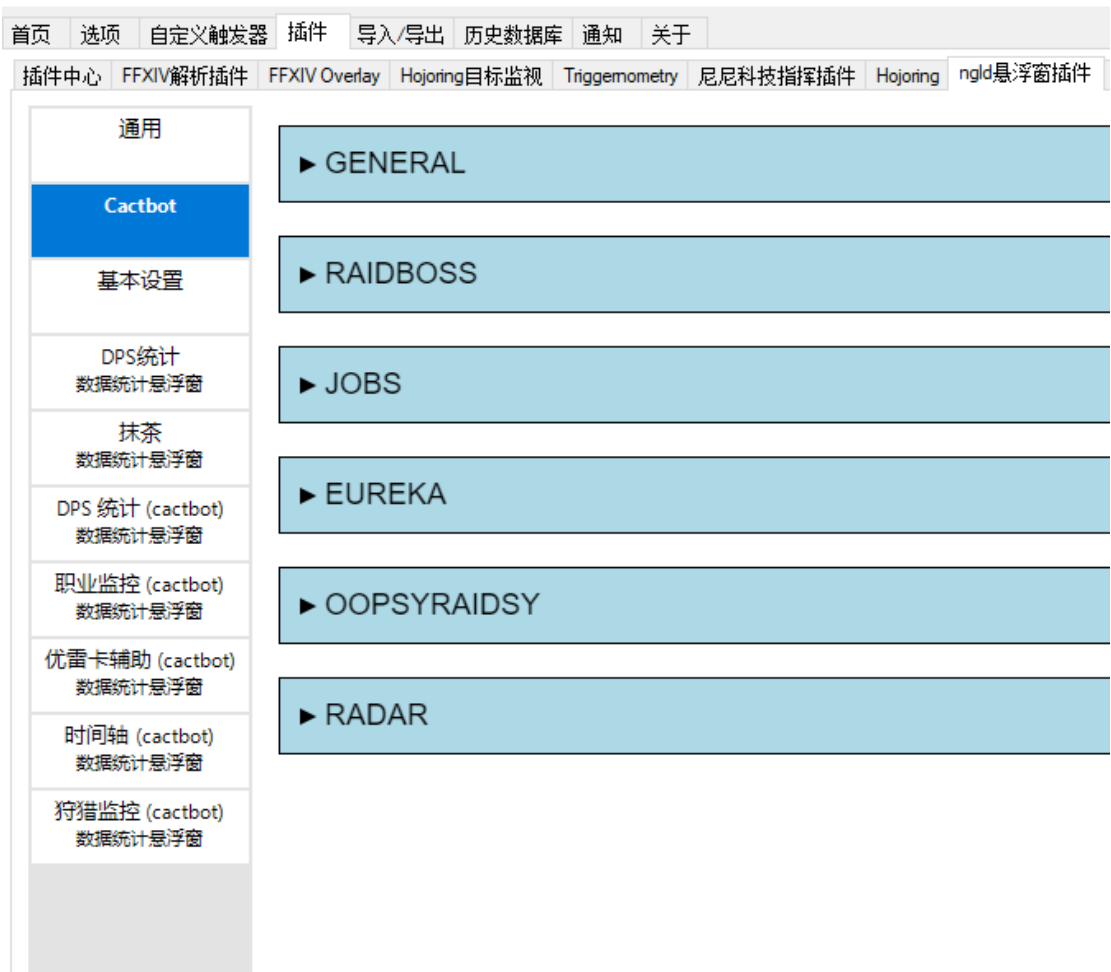 首页 选项 自定义触发器 插件 导入/导出 历史数据库 通知 关于
插件中心 FFXIV解析插件 FFXIV Overlay Hojoring目标监视 Triggernometry 尼尼科技指挥插件 Hojoring ngld悬浮窗插件
通用
Cactbot
基本设置
DPS统计
数据统计悬浮窗
抹茶
数据统计悬浮窗
DPS 统计 (cactbot)
数据统计悬浮窗
职业监控 (cactbot)
数据统计悬浮窗
优雷卡辅助 (cactbot)
数据统计悬浮窗
时间轴 (cactbot)
数据统计悬浮窗
狩猎监控 (cactbot)
数据统计悬浮窗
► GENERAL
► RAIDBOSS
► JOBS
► EUREKA
► OOPSYRAIDSY
► RADAR